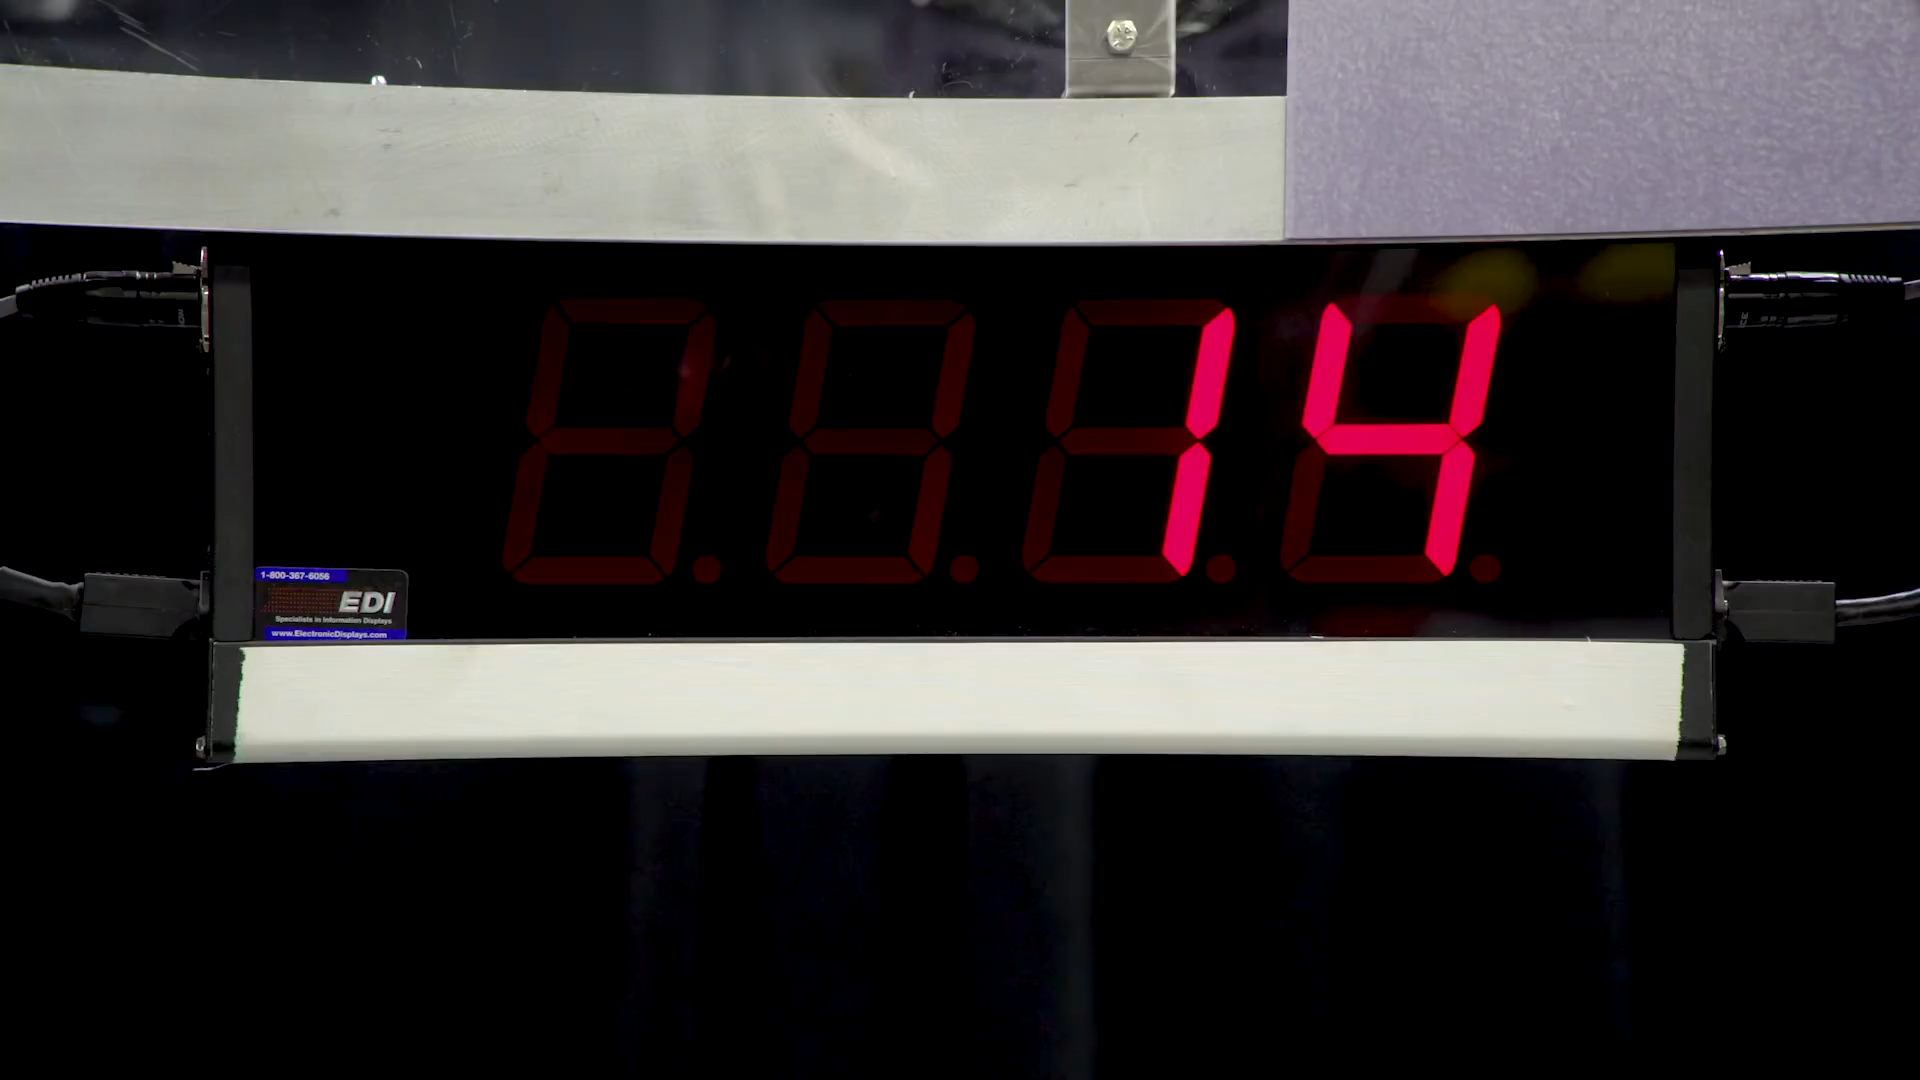 14
1-800-367-6056
EDI
Specialists in Information Displays
www.ElectronicDisplays.com